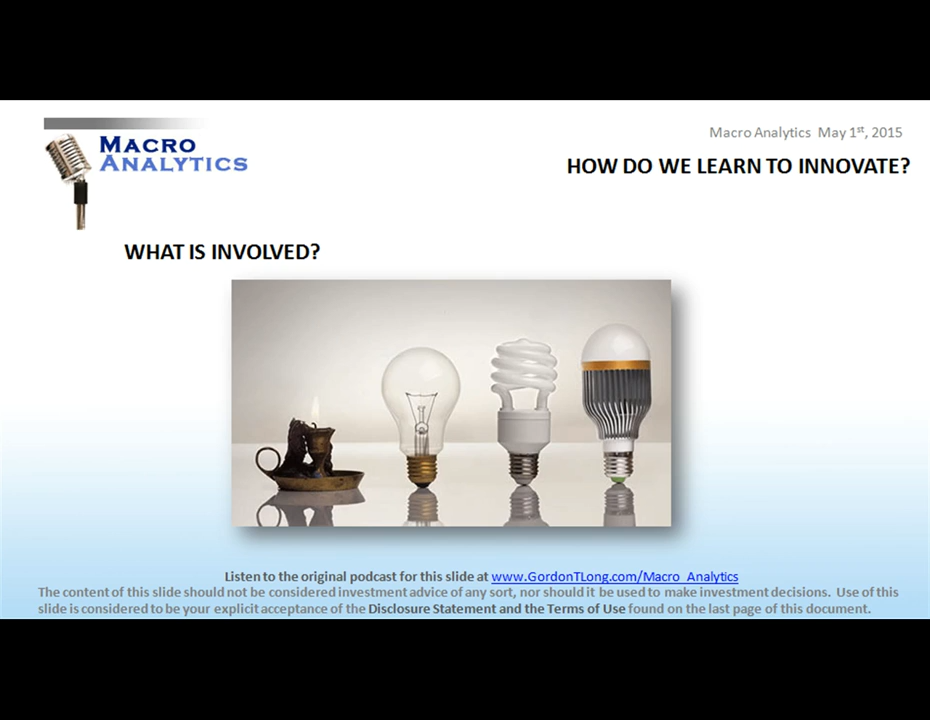 MACRO
ANALYTICS
Macro Analytics May 1st, 2015
HOW DO WE LEARN TO INNOVATE?
WHAT IS INVOLVED?
Listen to the original podcast for this slide at www.GordonTLong.com/Macro_Analytics
The content of this slide should not be considered investment advice of any sort, nor should it be used to make investment decisions. Use of this
slide is considered to be your explicit acceptance of the Disclosure Statement and the Terms of Use found on the last page of this document.